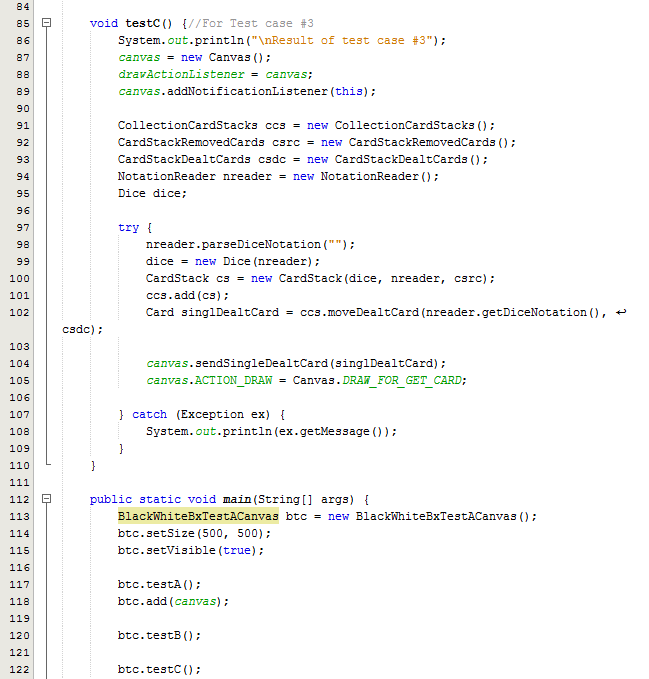 84
85 void testC() {//For Test case #3
86 System.out.println("\nResult of test case #3");
87 canvas = new Canvas();
88 drawActionListener = canvas;
89 canvas.addNotificationListener(this);
90
91 CollectionCardStacks ccs = new CollectionCardStacks();
92 CardStackRemovedCards csrc = new CardStackRemovedCards();
93 CardStackDealtCards csdc = new CardStackDealtCards();
94 NotationReader nreader = new NotationReader();
95 Dice dice;
96
97 try {
98 nreader.parseDiceNotation("");
99 dice = new Dice(nreader);
100 CardStack cs = new CardStack(dice, nreader, csrc);
101 ccs.add(cs);
102 Card singlDealtCard = ccs.moveDealtCard(nreader.getDiceNotation(), ↩
csdc);
103
104 canvas.sendSingleDealtCard(singlDealtCard);
105 canvas.ACTION_DRAW = Canvas.DRAW_FOR_GET_CARD;
106
107 } catch (Exception ex) {
108 System.out.println(ex.getMessage());
109 }
110 }
111
112 public static void main(String[] args) {
113 BlackWhiteBxTestACanvas btc = new BlackWhiteBxTestACanvas();
114 btc.setSize(500, 500);
115 btc.setVisible(true);
116
117 btc.testA();
118 btc.add(canvas);
119
120 btc.testB();
121
122 btc.testC();